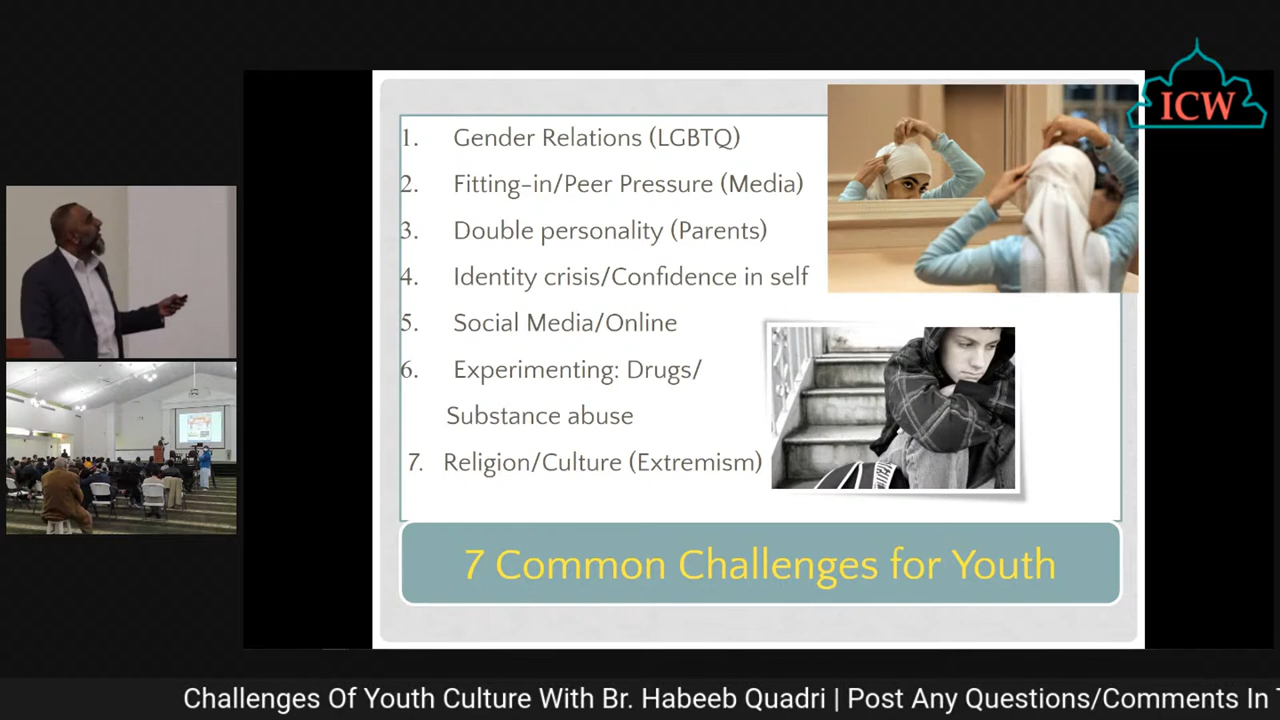 ICW
1. Gender Relations (LGBTQ)
2. Fitting-in/Peer Pressure (Media)
3. Double personality (Parents)
4. Identity crisis/Confidence in self
5. Social Media/Online
6. Experimenting: Drugs/
Substance abuse
7. Religion/Culture (Extremism)
7 Common Challenges for Youth
Challenges Of Youth Culture With Br. Habeeb Quadri | Post Any Questions/Comments In